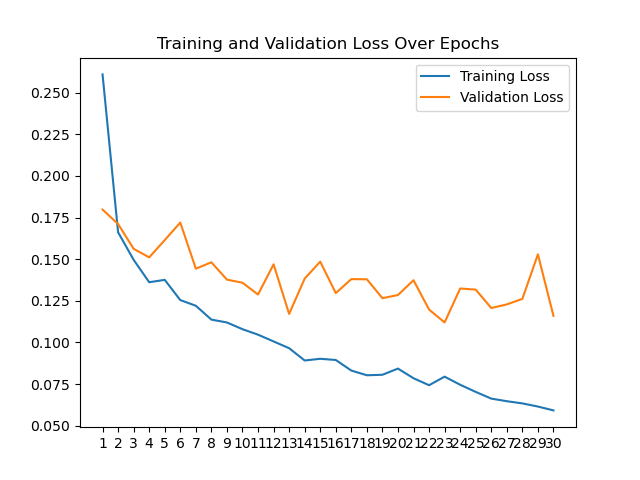 Training and Validation Loss Over Epochs
Training Loss
Validation Loss
0.250
0.225
0.200
0.175
0.150
0.125
0.100
0.075
0.050
1 2 3 4 5 6 7 8 9 10 11 12 13 14 15 16 17 18 19 20 21 22 23 24 25 26 27 28 29 30